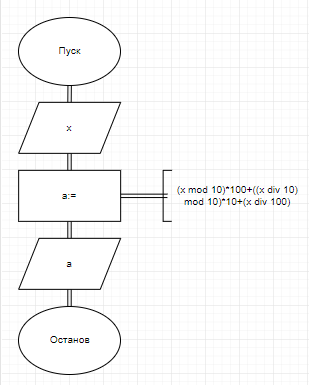 Пуск
x
a:=
(x mod 10)*100+((x div 10)
mod 10)*10+(x div 100)
a
Останов